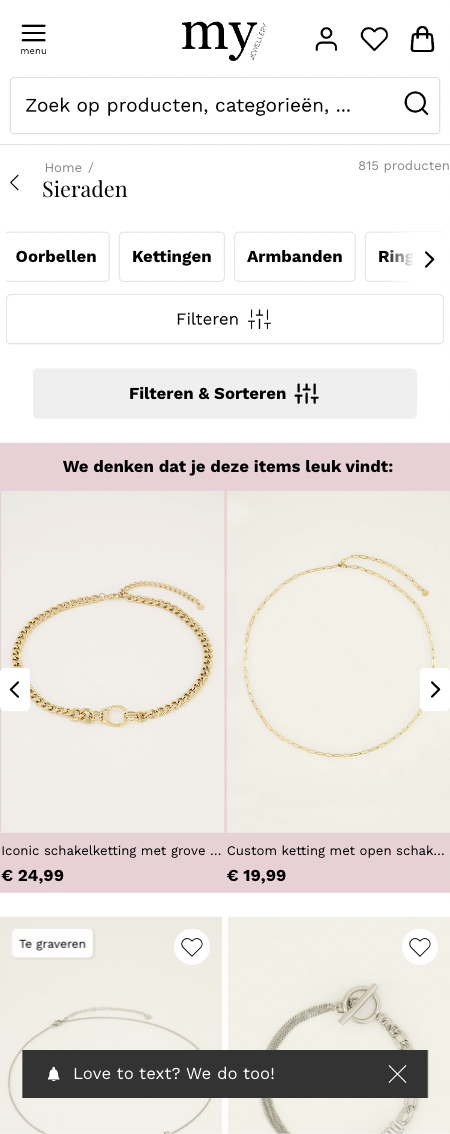 menu
my
JEWELLERY
Zoek op producten, categorieën, ...
Home /
815 producten
Sieraden
Oorbellen
Kettingen
Armbanden
Ring
Filteren
Filteren & Sorteren
We denken dat je deze items leuk vindt:
Iconic schakelketting met grove ...
Custom ketting met open schak...
€ 24,99
€ 19,99
Te graveren
Love to text? We do too!